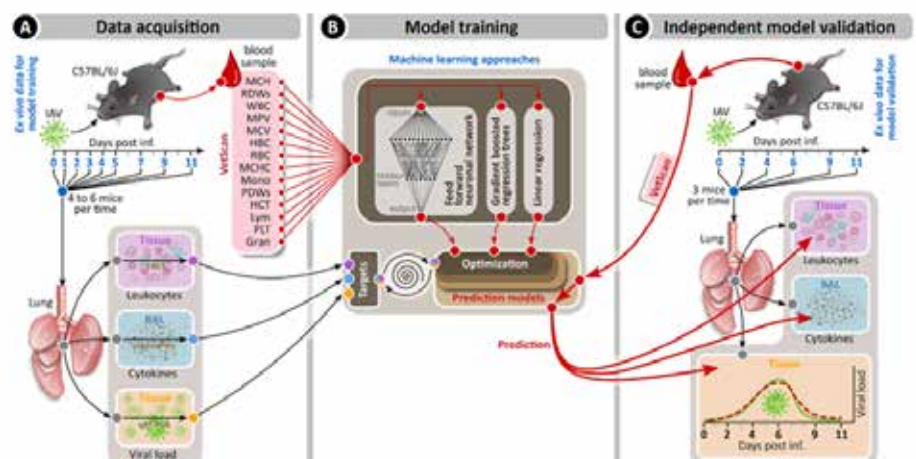 A Data acquisition
Ex vivo data for
model training
C57BL/6J
IAV
blood
sample
Days post inf.
0 1 2 3 4 5 6 7 9 11
4 to 6 mice
per time
Vetscan
MCH
RDWs
WBC
MPV
MCV
HBC
RBC
MCHC
Mono
PDWs
HCT
Lym
PLT
Gran
Lung
Tissue
Leukocytes
BAL
Cytokines
Tissue
Viral load
B Model training
Machine learning approaches
Feed
forward
neuronal network
Gradient boosted
regression trees
Linear regression
Targets
Optimization
Prediction models
Prediction
C Independent model validation
blood
sample
Vetscan
C57BL/6J
IAV
Ex vivo data for
model validation
Days post inf.
0 2 4 6 9 11
3 mice
per time
Lung
Tissue
Leukocytes
BAL
Cytokines
Tissue
Viral load
0 2 4 6 9 11
Days post inf.